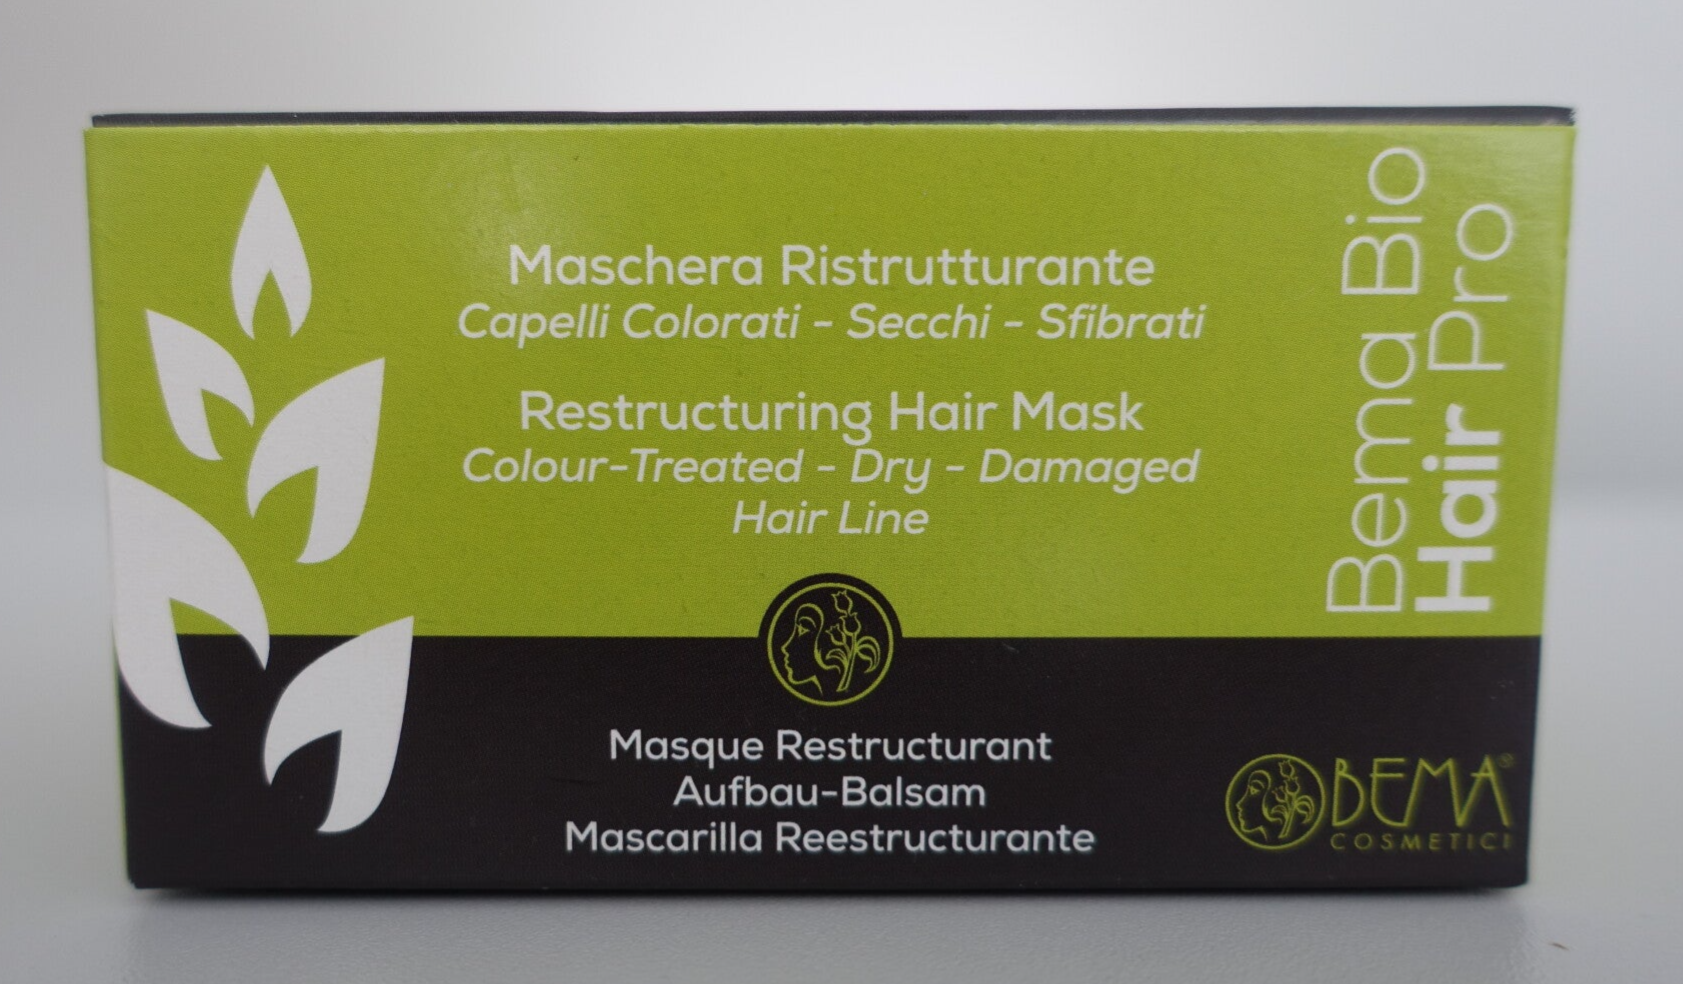 Maschera Ristrutturante
Capelli Colorati - Secchi - Sfibrati
Restructuring Hair Mask
Colour-Treated - Dry - Damaged
Hair Line
Bema Bio
Hair Pro
Masque Restructurant
Aufbau-Balsam
Mascarilla Reestructurante
BEMA®
COSMETICI